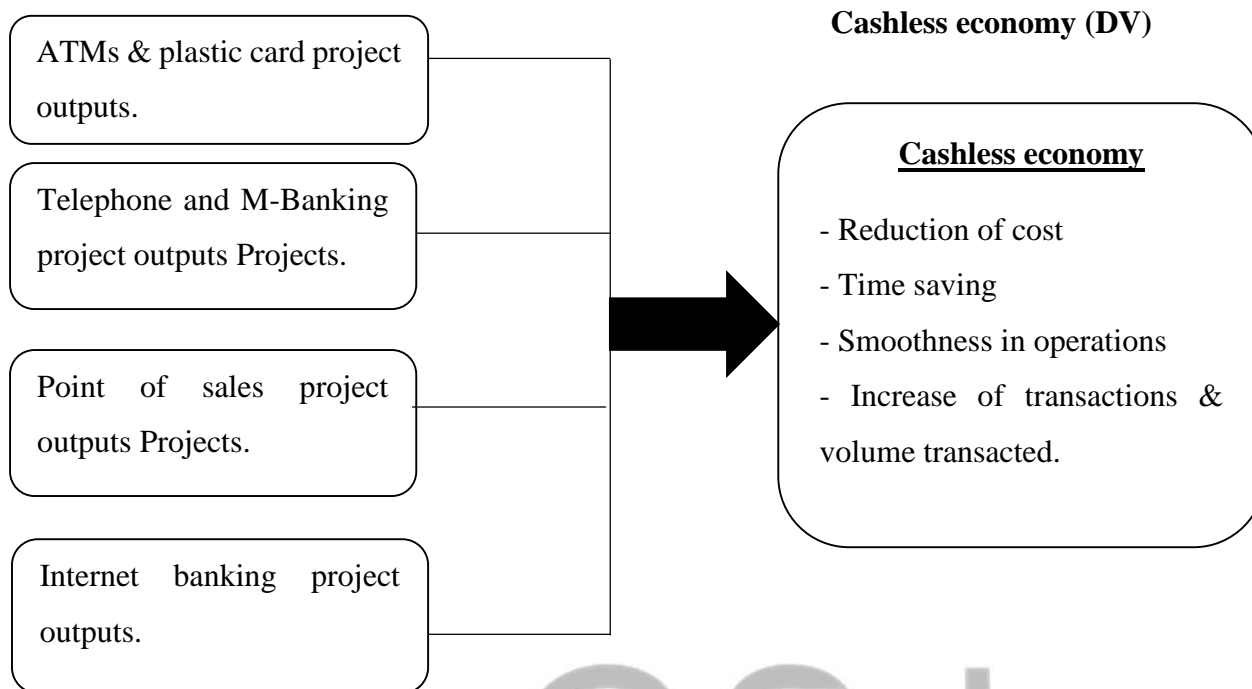 ATMs & plastic card project
outputs.
Telephone and M-Banking
project outputs Projects.
Point of sales project
outputs Projects.
Internet banking project
outputs.
Cashless economy (DV)
Cashless economy
- Reduction of cost
- Time saving
- Smoothness in operations
- Increase of transactions &
volume transacted.